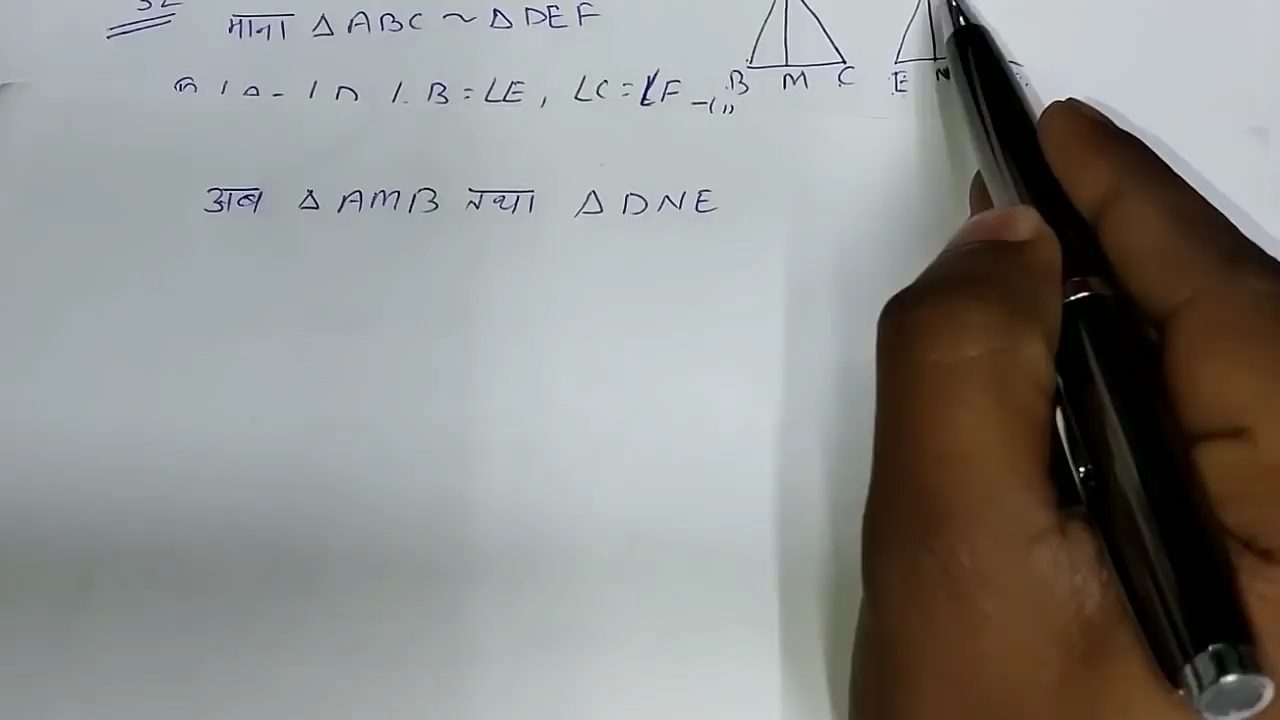 माना △ ABC ~ △ DEF
B = ∠E, ∠C = ∠F -(1)
B M C E N
अब △ AMB तथा △ DNE